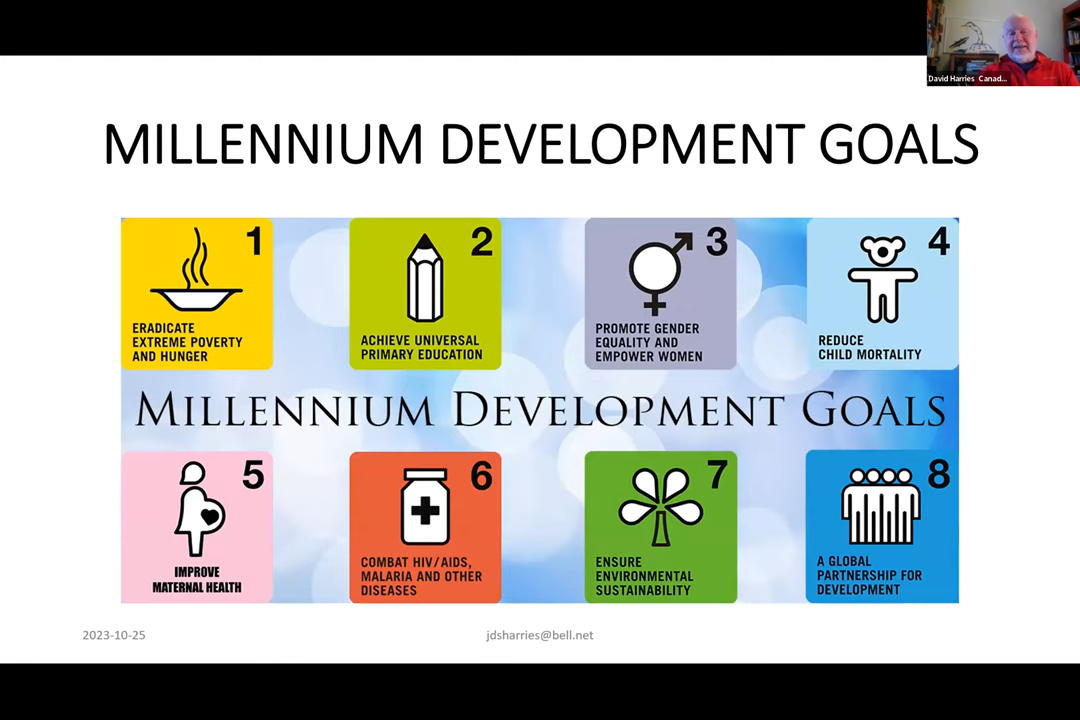 David Harries Canad...
MILLENNIUM DEVELOPMENT GOALS
1
ERADICATE
EXTREME POVERTY
AND HUNGER
2
ACHIEVE UNIVERSAL
PRIMARY EDUCATION
3
PROMOTE GENDER
EQUALITY AND
EMPOWER WOMEN
4
REDUCE
CHILD MORTALITY
MILLENNIUM DEVELOPMENT GOALS
5
IMPROVE
MATERNAL HEALTH
6
COMBAT HIV/AIDS,
MALARIA AND OTHER
DISEASES
7
ENSURE
ENVIRONMENTAL
SUSTAINABILITY
8
A GLOBAL
PARTNERSHIP FOR
DEVELOPMENT
2023-10-25
jdsharries@bell.net